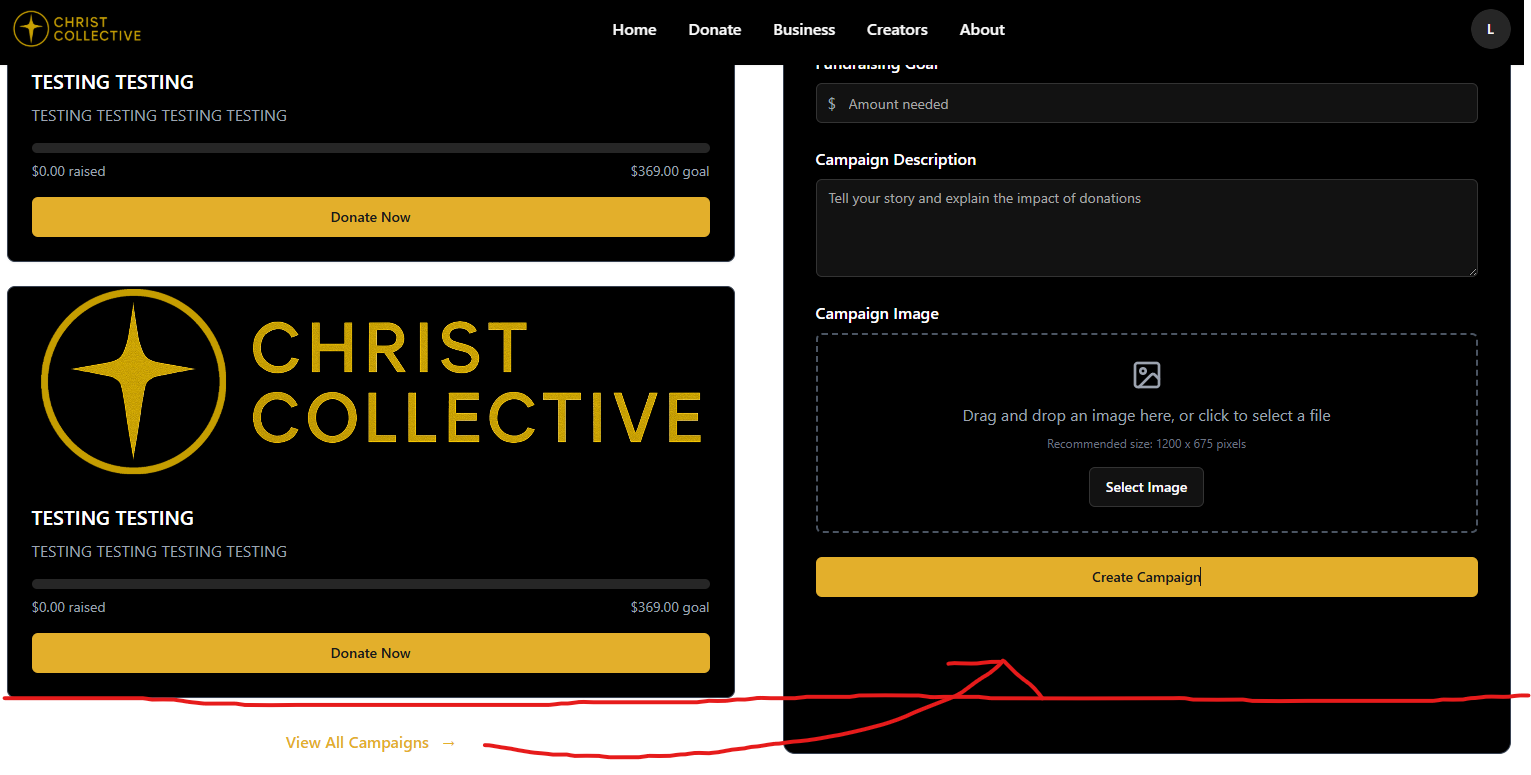 CHRIST
COLLECTIVE
Home
Donate
Business
Creators
About
L
TESTING TESTING
TESTING TESTING TESTING TESTING
$0.00 raised
$369.00 goal
Donate Now
CHRIST
COLLECTIVE
TESTING TESTING
TESTING TESTING TESTING TESTING
$0.00 raised
$369.00 goal
Donate Now
View All Campaigns →
Fundraising Goal
$ Amount needed
Campaign Description
Tell your story and explain the impact of donations
Campaign Image
Drag and drop an image here, or click to select a file
Recommended size: 1200 x 675 pixels
Select Image
Create Campaign